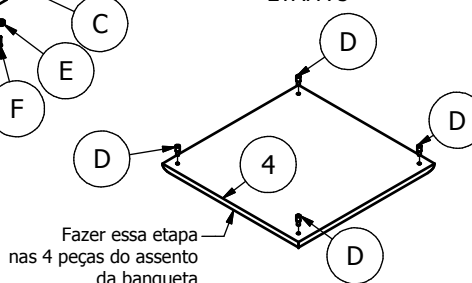 C
E
F
D
D
D
4
D
Fazer essa etapa
nas 4 peças do assento
da banqueta